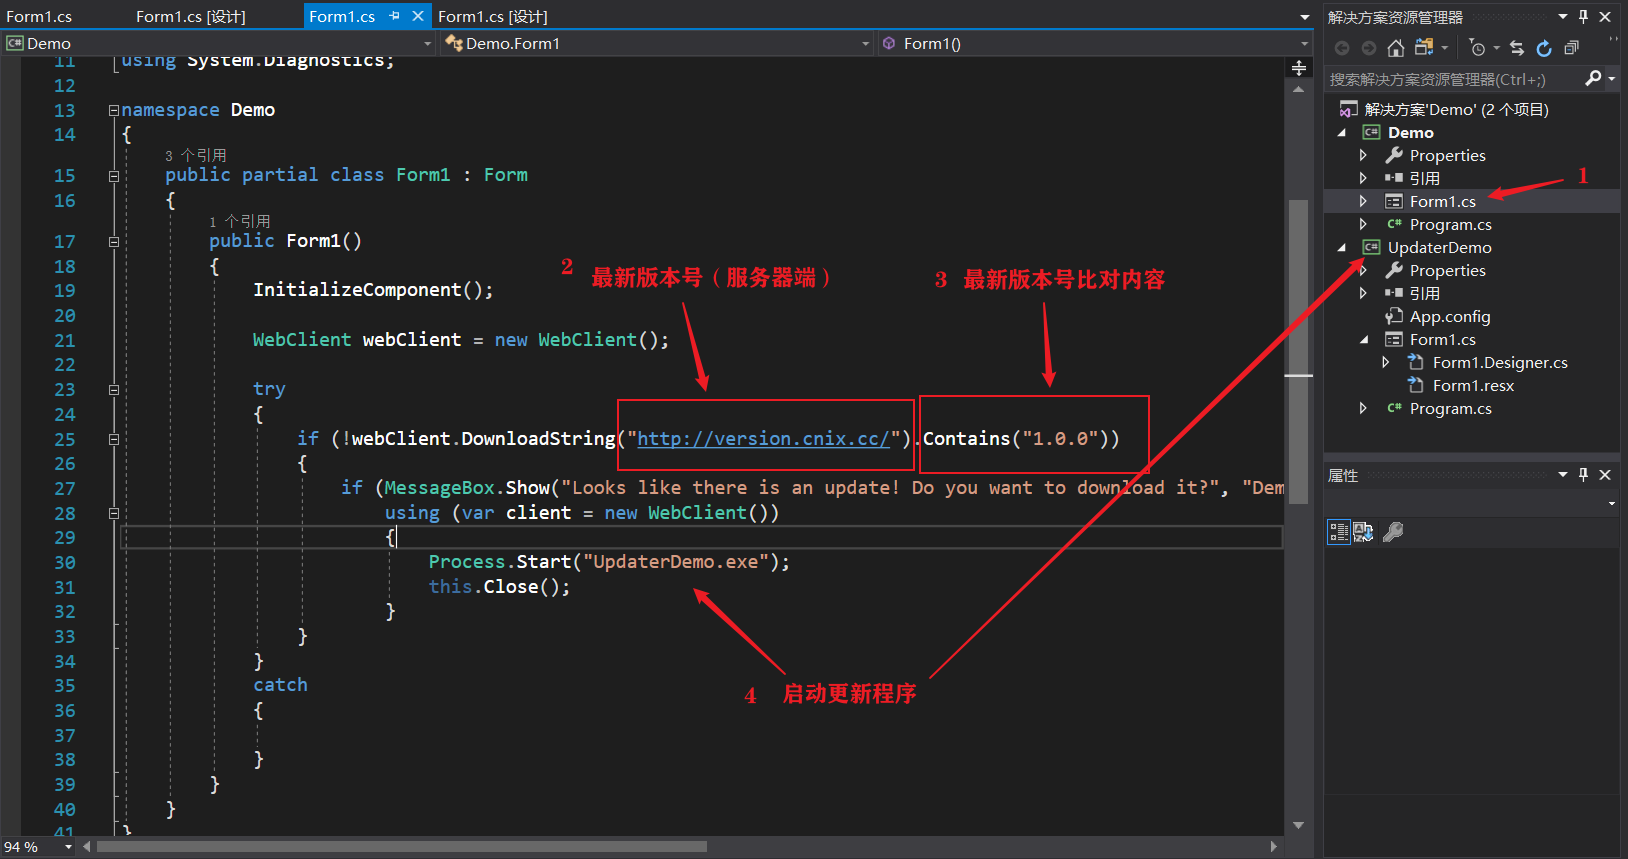 Form1.cs
Form1.cs [设计]
Form1.cs
Form1.cs [设计]
Demo
Demo.Form1
Form1()
11 using System.Diagnostics;
12
13 namespace Demo
14 {
3 个引用
15 public partial class Form1 : Form
16 {
1 个引用
17 public Form1()
18 {
19 InitializeComponent();
20
21 WebClient webClient = new WebClient();
22
23 try
24 {
25 if (!webClient.DownloadString("http://version.cnix.cc/").Contains("1.0.0"))
26 {
27 if (MessageBox.Show("Looks like there is an update! Do you want to download it?", "Dem
28 using (var client = new WebClient())
29 {
30 Process.Start("UpdaterDemo.exe");
31 this.Close();
32 }
33 }
34 }
35 catch
36 {
37
38 }
39 }
40 }
41 }
2 最新版本号（服务器端）
3 最新版本号比对内容
4 启动更新程序
94 %
解决方案资源管理器
搜索解决方案资源管理器(Ctrl+;)
解决方案'Demo' (2 个项目)
C# Demo
Properties
引用
Form1.cs
1
C# Program.cs
C# UpdaterDemo
Properties
引用
App.config
Form1.cs
Form1.Designer.cs
Form1.resx
C# Program.cs
属性